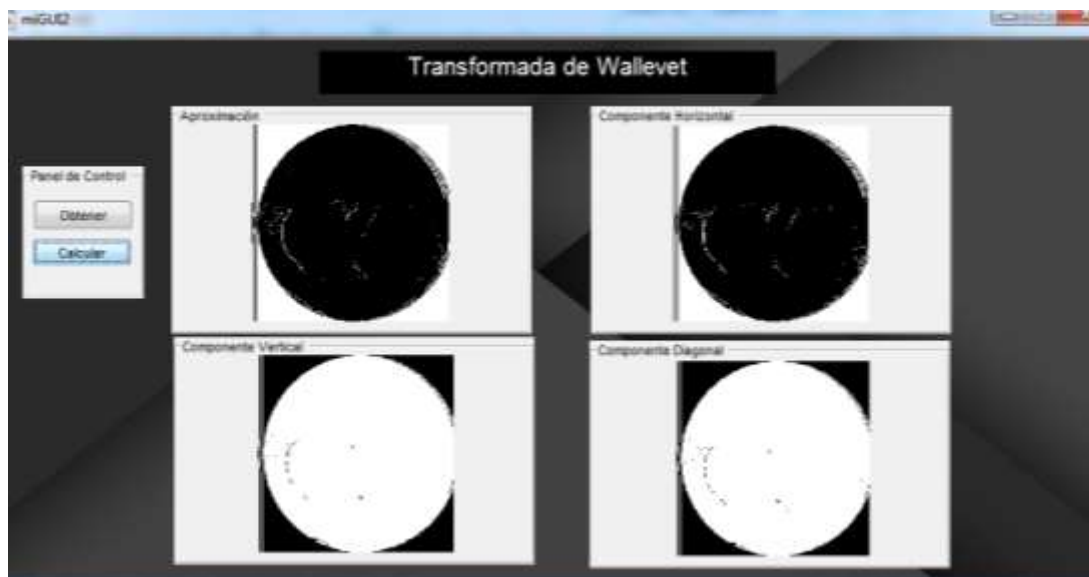 miGUI2
Transformada de Wallevet
Aproximación
Componente Horizontal
Panel de Control
Obtener
Calcular
Componente Vertical
Componente Diagonal